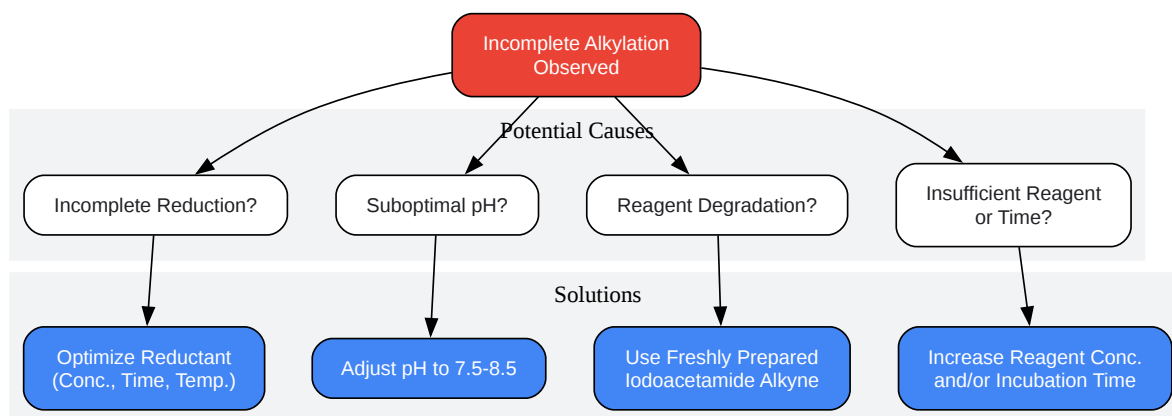 Incomplete Alkylation
Observed
Potential Causes
Incomplete Reduction?
Suboptimal pH?
Reagent Degradation?
Insufficient Reagent
or Time?
Solutions
Optimize Reductant
(Conc., Time, Temp.)
Adjust pH to 7.5-8.5
Use Freshly Prepared
Iodoacetamide Alkyne
Increase Reagent Conc.
and/or Incubation Time